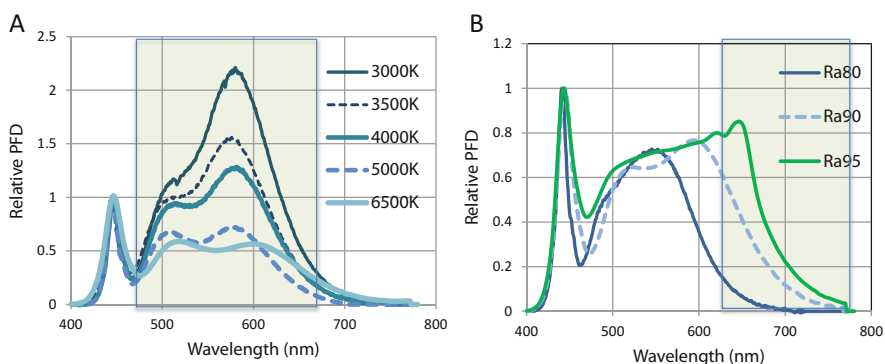 A
2.5
2
1.5
1
0.5
0
400
500
600
700
800
Relative PFD
Wavelength (nm)
3000K
3500K
4000K
5000K
6500K
B
1.2
1
0.8
0.6
0.4
1.2
0
400
500
600
700
800
Relative PFD
Wavelength (nm)
Ra80
Ra90
Ra95